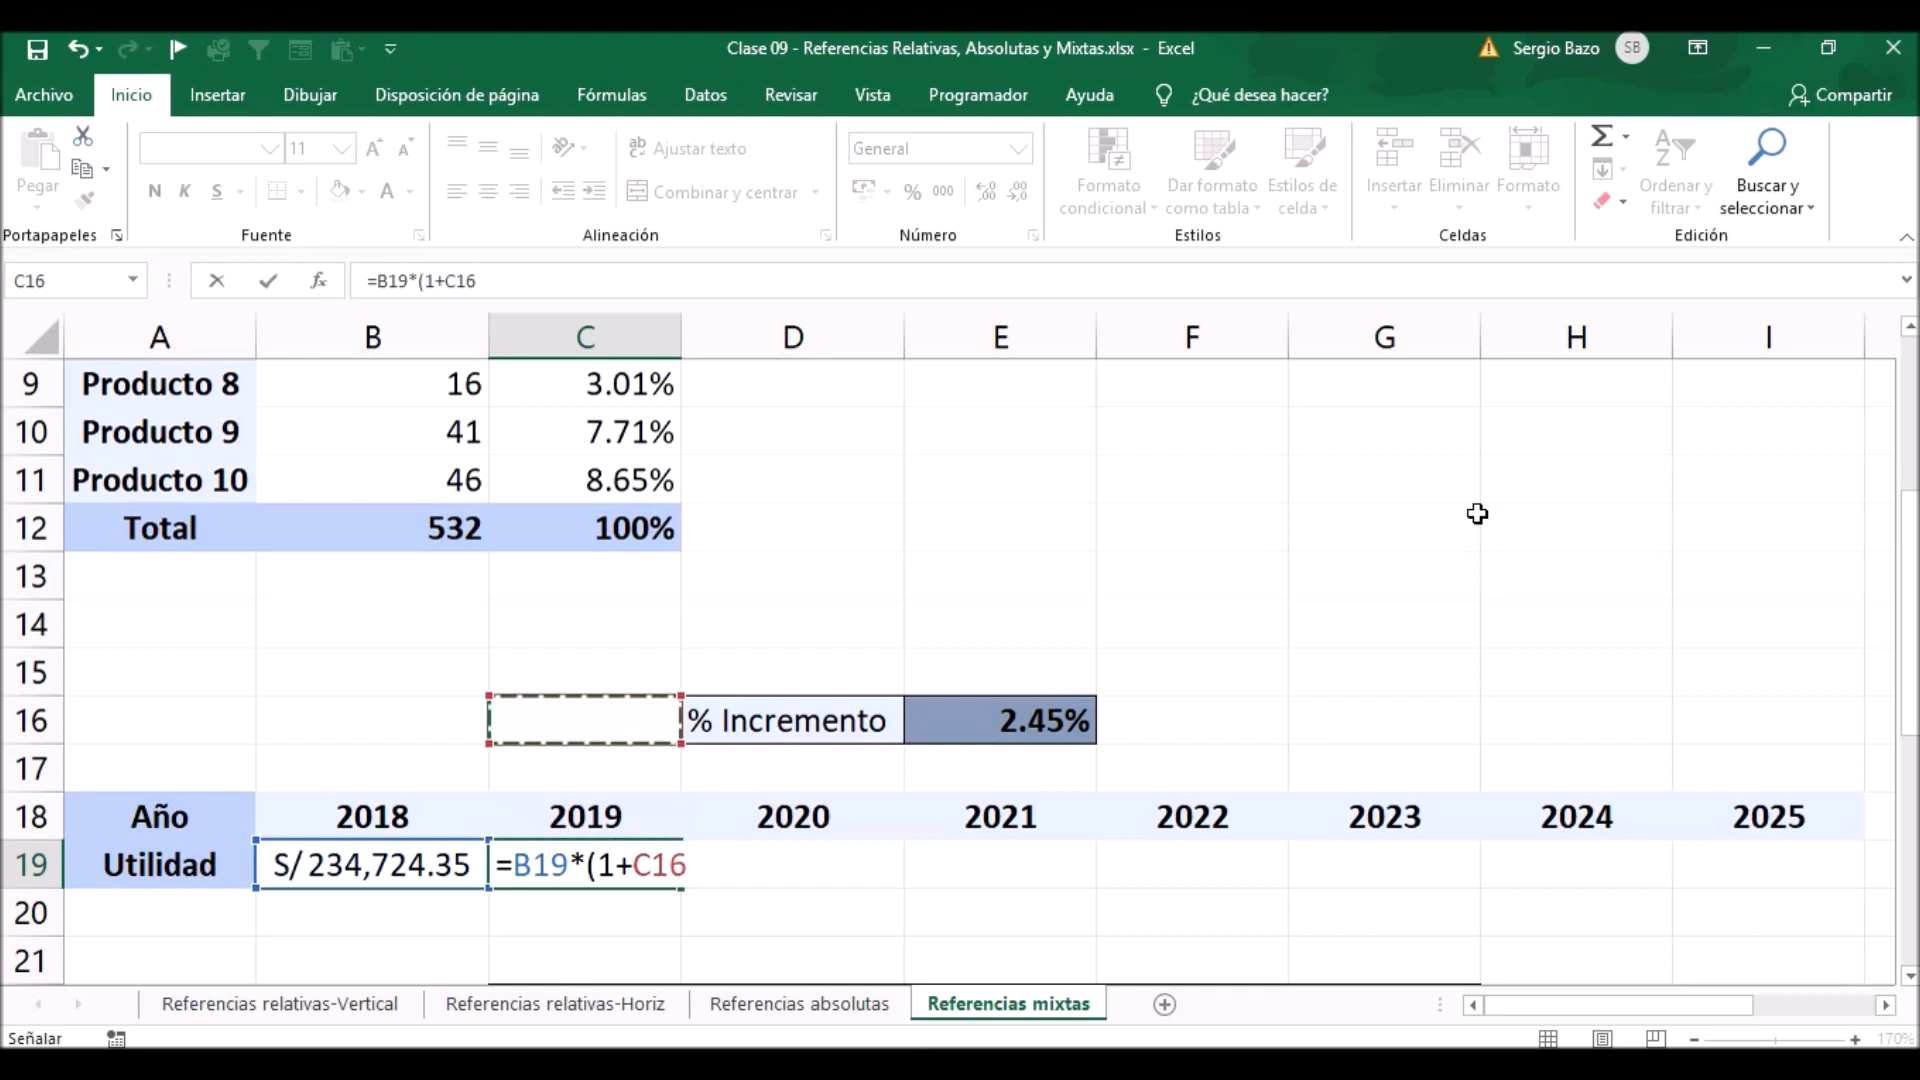 Clase 09 - Referencias Relativas, Absolutas y Mixtas.xlsx - Excel
Sergio Bazo SB
Archivo Inicio Insertar Dibujar Disposición de página Fórmulas Datos Revisar Vista Programador Ayuda ¿Qué desea hacer? Compartir
11 A A ab Ajustar texto General
Pegar N K S A Combinar y centrar % 000
Formato condicional
Dar formato como tabla
Estilos de celda
Insertar Eliminar Formato
Ordenar y filtrar
Buscar y seleccionar
Portapapeles Fuente Alineación Número Estilos Celdas Edición
C16 fx =B19*(1+C16
A B C D E F G H I
9 Producto 8 16 3.01%
10 Producto 9 41 7.71%
11 Producto 10 46 8.65%
12 Total 532 100%
13
14
15
16 % Incremento 2.45%
17
18 Año 2018 2019 2020 2021 2022 2023 2024 2025
19 Utilidad S/ 234,724.35 =B19*(1+C16
20
21
Referencias relativas-Vertical Referencias relativas-Horiz Referencias absolutas Referencias mixtas
Señalar 170%